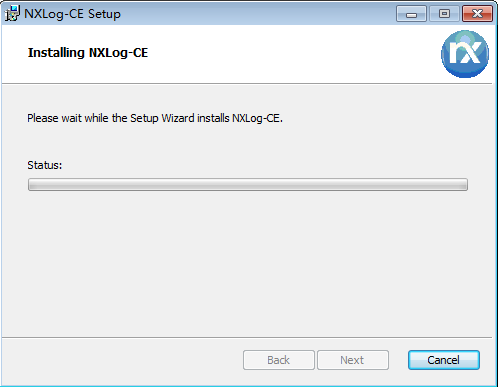 NXLog-CE Setup
Installing NXLog-CE
nx
Please wait while the Setup Wizard installs NXLog-CE.
Status:
Back
Next
Cancel